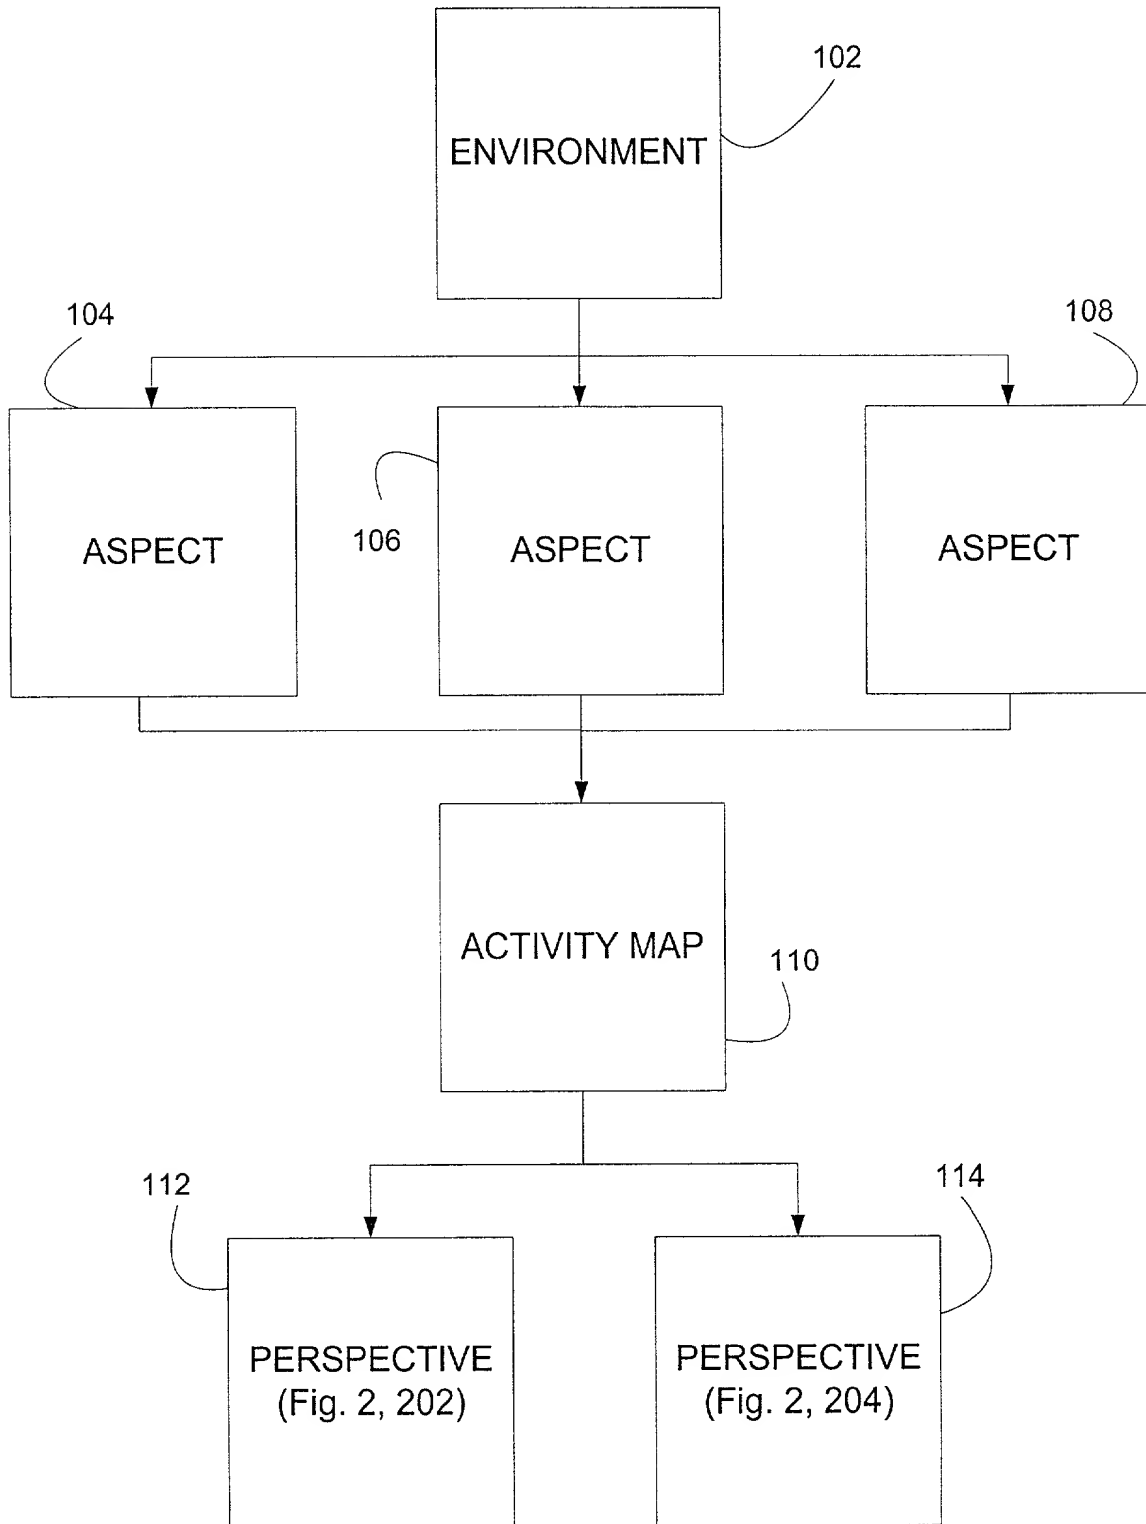 102
ENVIRONMENT
104
108
106
ASPECT
ASPECT
ASPECT
ACTIVITY MAP
110
112
114
PERSPECTIVE
(Fig. 2, 202)
PERSPECTIVE
(Fig. 2, 204)